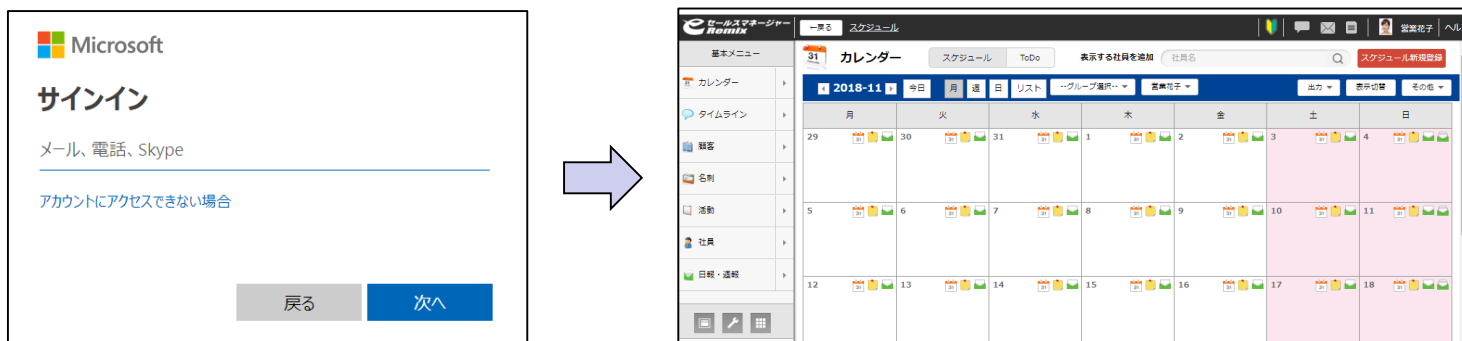 Microsoft
サインイン
メール、電話、Skype
アカウントにアクセスできない場合
戻る 次へ
セールスマネージャー
Remix
←戻る スケジュール
営業花子 ヘル
基本メニュー
カレンダー
タイムライン
顧客
名刺
活動
社員
日報・週報
31 カレンダー スケジュール ToDo 表示する社員を追加 社員名 スケジュール新規登録
2018-11 今日 月 週 日 リスト --グループ選択-- 営業花子 出力 表示切替 その他
月 火 水 木 金 土 日
29 30 31 1 2 3 4
5 6 7 8 9 10 11
12 13 14 15 16 17 18